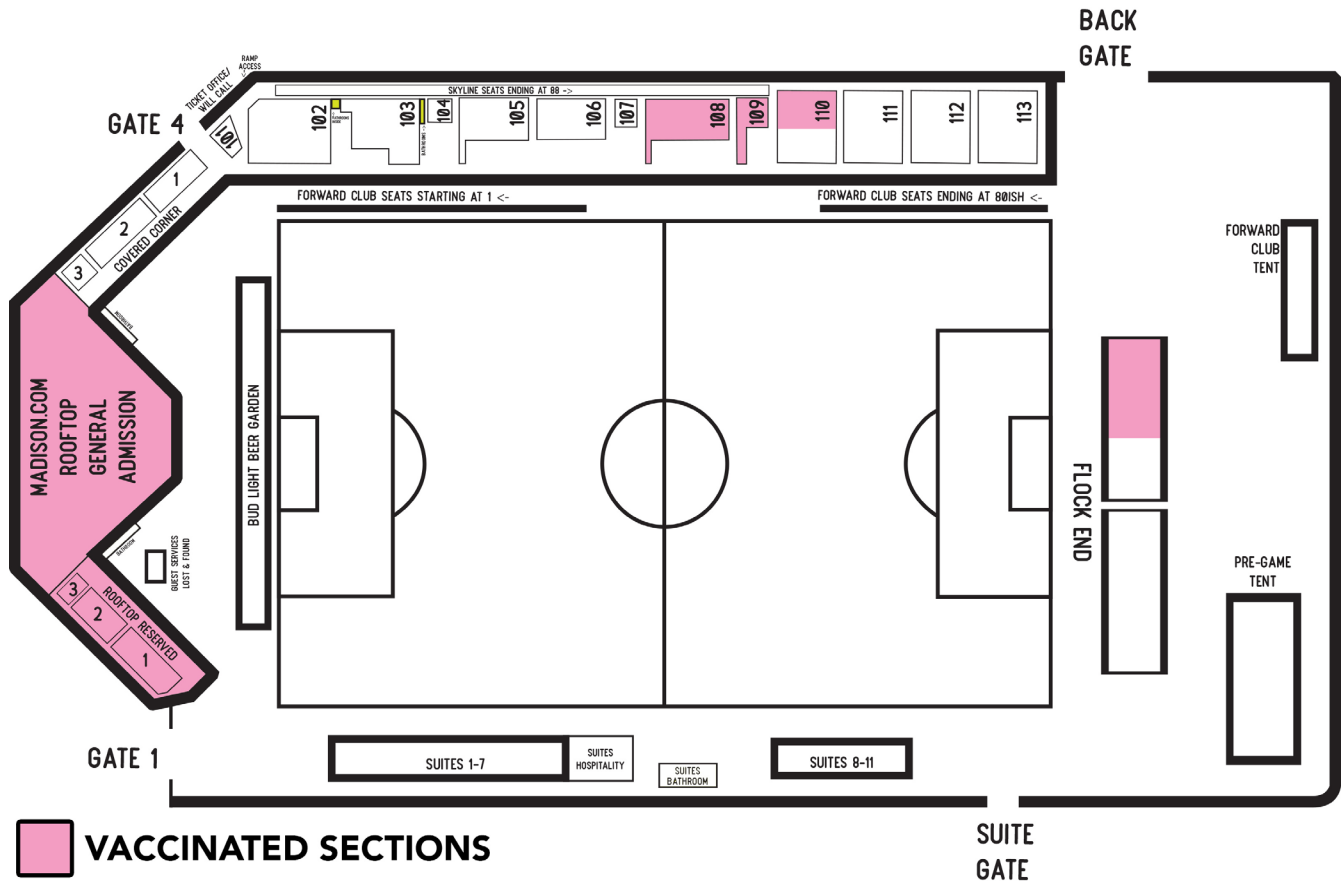 BACK
GATE
RAMP
ACCESS
TICKET OFFICE/
WILL CALL
SKYLINE SEATS ENDING AT 88 ->
GATE 4
101
102
103
BATHROOMS ->
104
105
106
107
108
109
110
111
112
113
1
2
3
COVERED CORNER
FORWARD CLUB SEATS STARTING AT 1 <-
FORWARD CLUB SEATS ENDING AT 80ISH <-
FORWARD
CLUB
TENT
BATHROOM
MADISON.COM
ROOFTOP
GENERAL
ADMISSION
BUD LIGHT BEER GARDEN
FLOCK END
BATHROOM
GUEST SERVICES
LOST & FOUND
PRE-GAME
TENT
3
2
1
ROOFTOP RESERVED
GATE 1
SUITES 1-7
SUITES
HOSPITALITY
SUITES
BATHROOM
SUITES 8-11
SUITE
GATE
VACCINATED SECTIONS